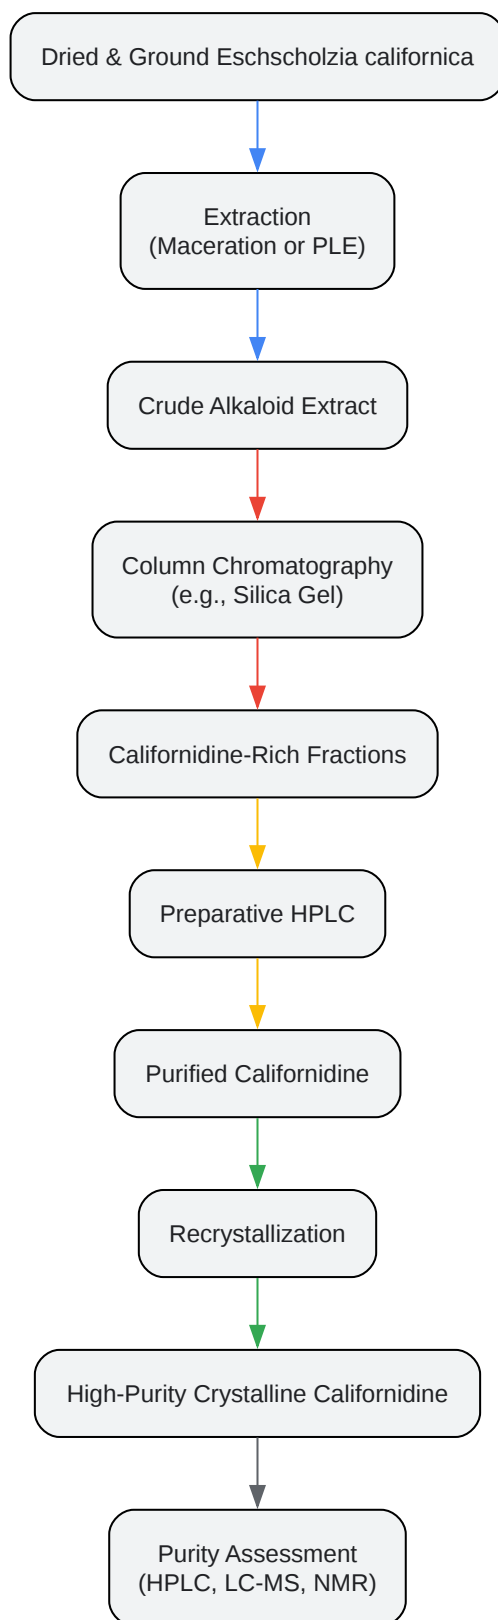 Dried & Ground Eschscholzia californica
Extraction
(Maceration or PLE)
Crude Alkaloid Extract
Column Chromatography
(e.g., Silica Gel)
Californidine-Rich Fractions
Preparative HPLC
Purified Californidine
Recrystallization
High-Purity Crystalline Californidine
Purity Assessment
(HPLC, LC-MS, NMR)